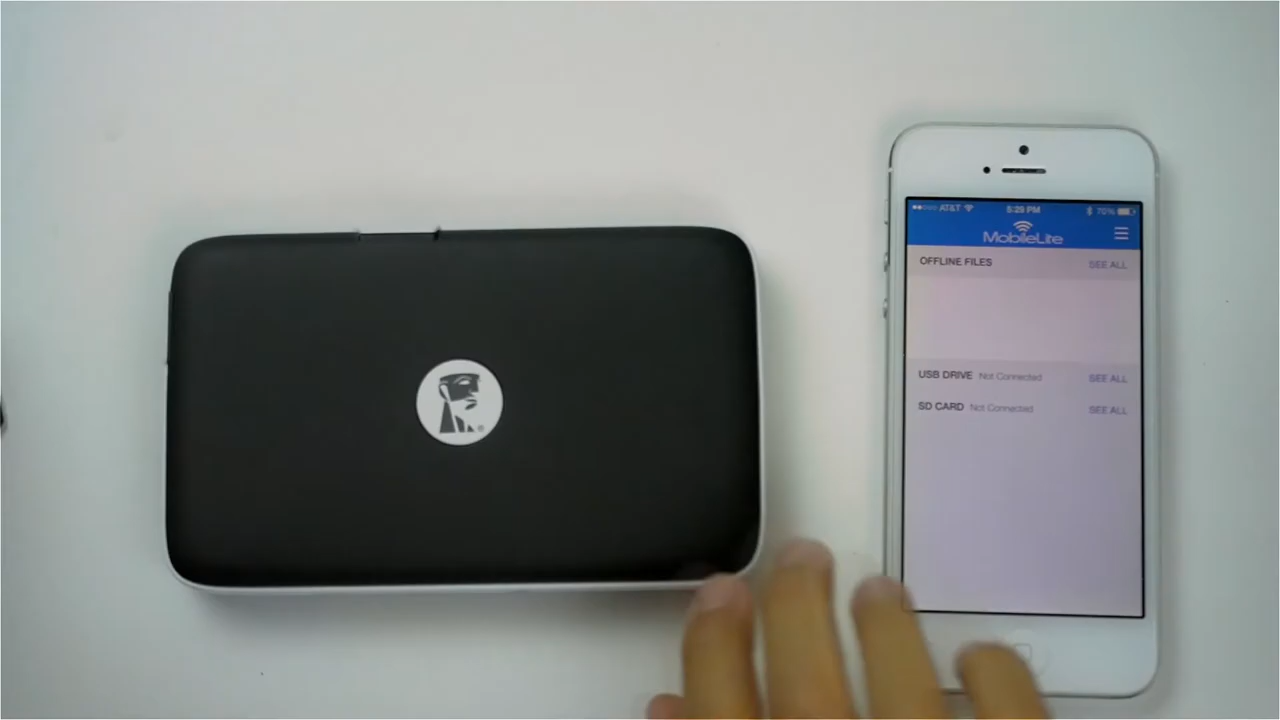 AT&T 5:29 PM 70%
MobileLite
OFFLINE FILES SEE ALL
USB DRIVE Not Connected SEE ALL
SD CARD Not Connected SEE ALL
®